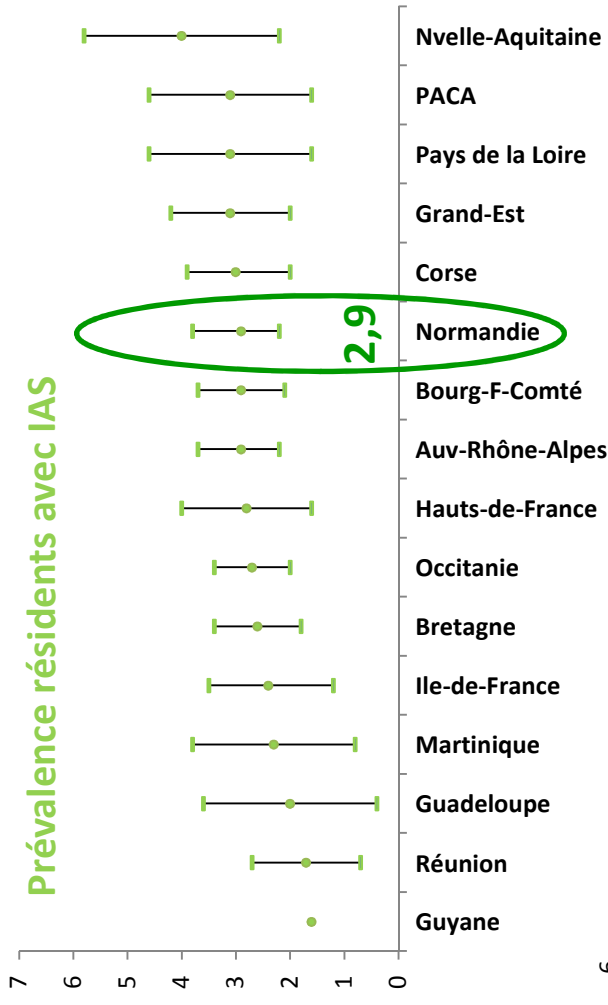 Prévalence résidents avec IAS
7
6
5
4
3
2
1
0
2,9
Nvelle-Aquitaine
PACA
Pays de la Loire
Grand-Est
Corse
Normandie
Bourg-F-Comté
Auv-Rhône-Alpes
Hauts-de-France
Occitanie
Bretagne
Ile-de-France
Martinique
Guadeloupe
Réunion
Guyane
6